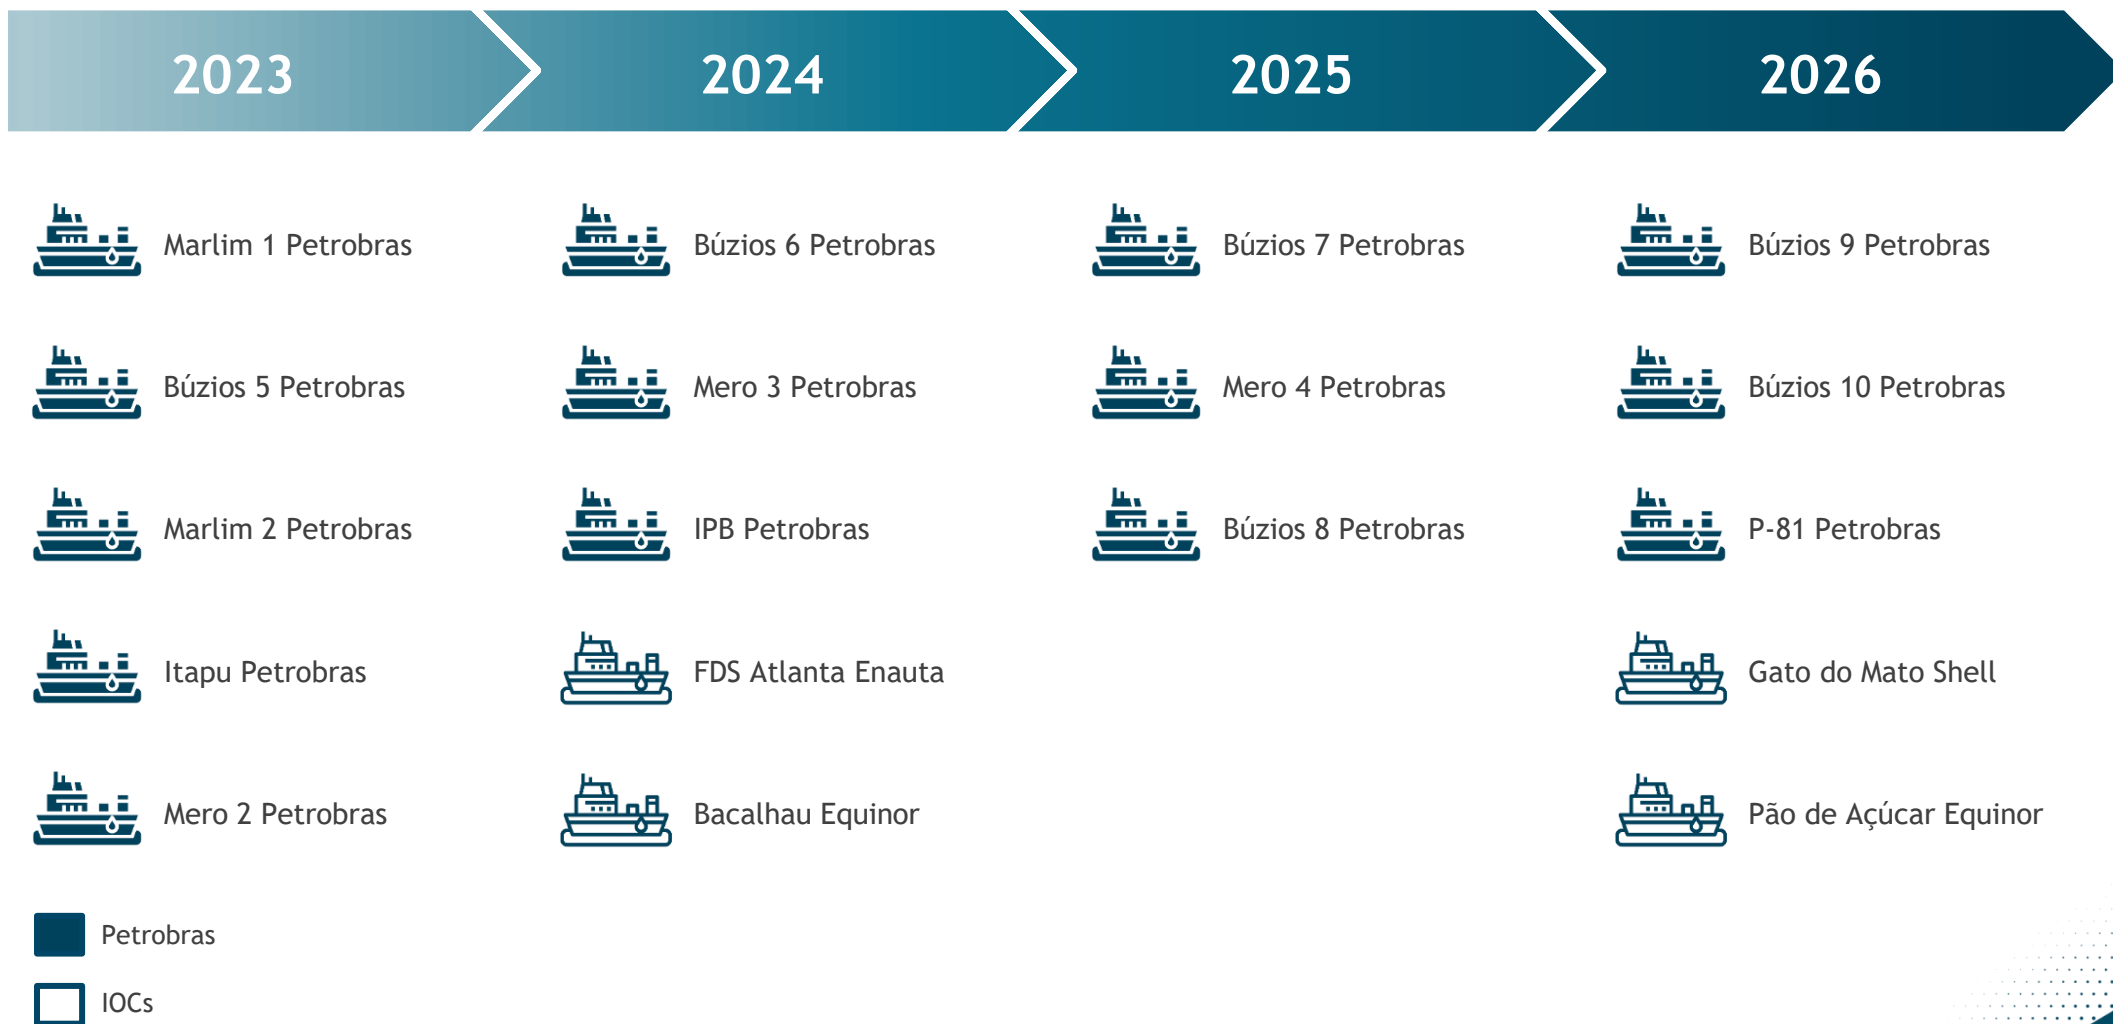 2023
2024
2025
2026
Marlim 1 Petrobras
Búzios 6 Petrobras
Búzios 7 Petrobras
Búzios 9 Petrobras
Búzios 5 Petrobras
Mero 3 Petrobras
Mero 4 Petrobras
Búzios 10 Petrobras
Marlim 2 Petrobras
IPB Petrobras
Búzios 8 Petrobras
P-81 Petrobras
Itapu Petrobras
FDS Atlanta Enauta
Gato do Mato Shell
Mero 2 Petrobras
Bacalhau Equinor
Pão de Açúcar Equinor
Petrobras
IOCs